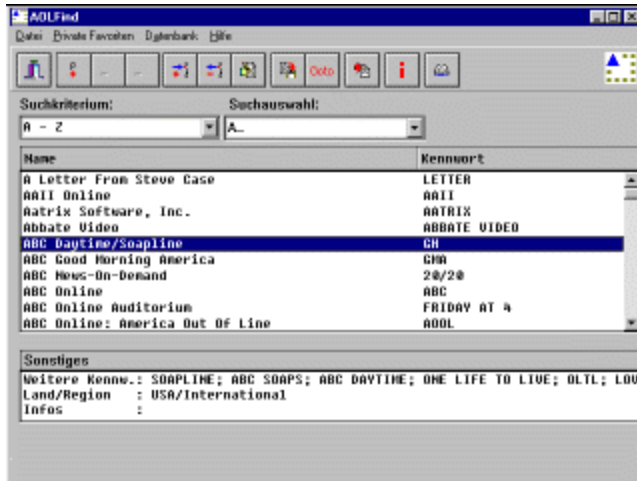 AOLFind
Datei Private Favoriten Datenbank Hilfe
Goto
Suchkriterium: Suchauswahl:
A - Z A…
Name Kennwort
A Letter From Steve Case LETTER
AAII Online AAII
Aatrix Software, Inc. AATRIX
Abbate Video ABBATE VIDEO
ABC Daytime/Soapline GH
ABC Good Morning America GMA
ABC News-On-Demand 20/20
ABC Online ABC
ABC Online Auditorium FRIDAY AT 4
ABC Online: America Out Of Line AOOL
Sonstiges
Weitere Kennw.: SOAPLINE; ABC SOAPS; ABC DAYTIME; ONE LIFE TO LIVE; OLTL; LOV
Land/Region : USA/International
Infos :